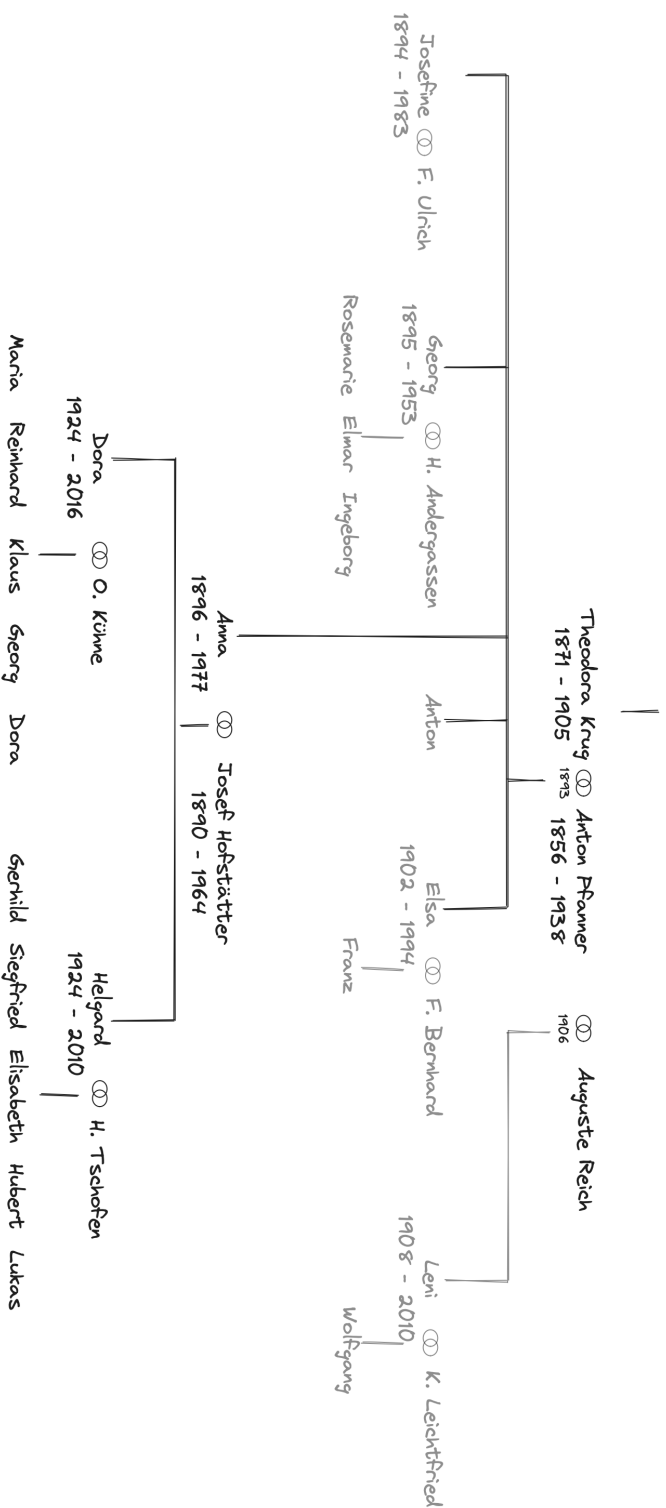 Theodora Krug Anton Pfanner Auguste Reich
1871 - 1905 1893 1856 - 1938 1906
Josefine F. Ulrich Georg H. Andergassen Anton Elsa F. Bernhard Leni K. Leichtfried
1894 - 1983 1895 - 1953 1902 - 1994 1908 - 2010
Rosemarie Elmar Ingeborg Franz Wolfgang
Anna Josef Hofstätter
1896 - 1977 1890 - 1964
Dora O. Kühne Helgard H. Tschofen
1924 - 2016 1924 - 2010
Maria Reinhard Klaus Georg Dora Gerhild Siegfried Elisabeth Hubert Lukas